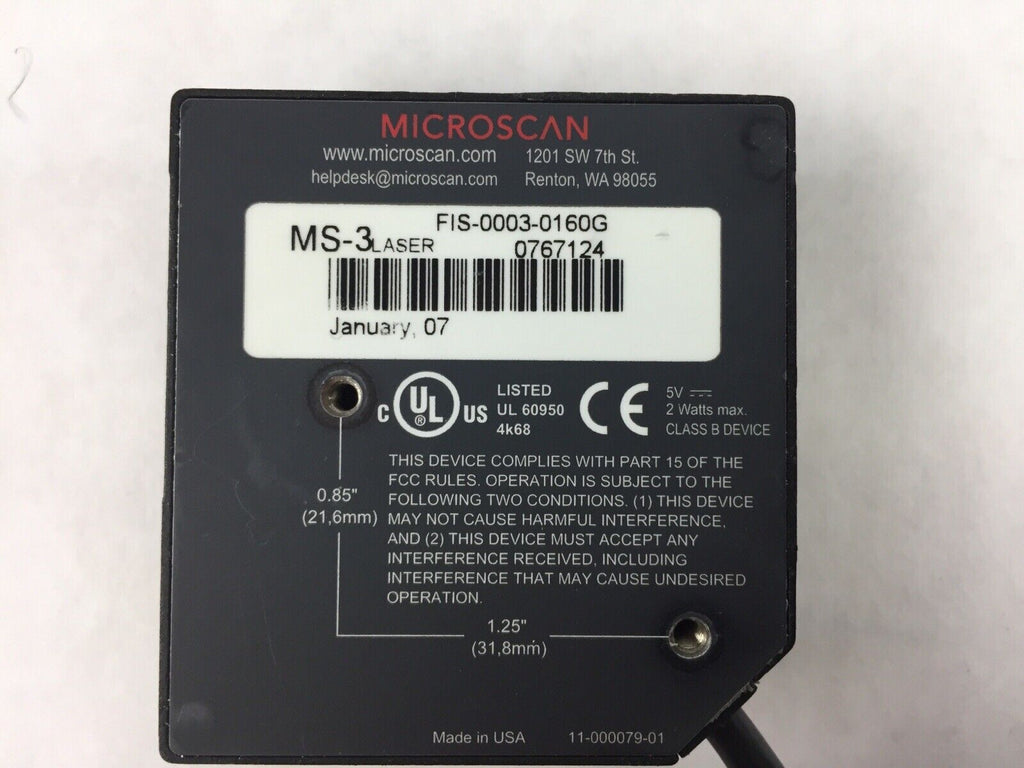 MICROSCAN
www.microscan.com 1201 SW 7th St.
helpdesk@microscan.com Renton, WA 98055
FIS-0003-0160G
MS-3 LASER 0767124
January, 07
C UL ® US LISTED
UL 60950
4k68
CE
5V
2 Watts max.
CLASS B DEVICE
THIS DEVICE COMPLIES WITH PART 15 OF THE
FCC RULES. OPERATION IS SUBJECT TO THE
FOLLOWING TWO CONDITIONS. (1) THIS DEVICE
MAY NOT CAUSE HARMFUL INTERFERENCE,
AND (2) THIS DEVICE MUST ACCEPT ANY
INTERFERENCE RECEIVED, INCLUDING
INTERFERENCE THAT MAY CAUSE UNDESIRED
OPERATION.
0.85"
(21,6mm)
1.25"
(31,8mm)
Made in USA 11-000079-01